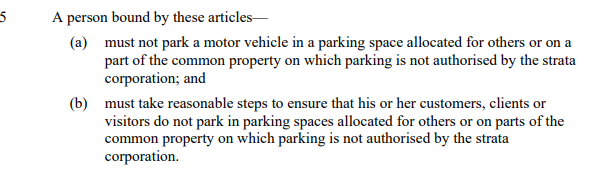 5 A person bound by these articles—
(a) must not park a motor vehicle in a parking space allocated for others or on a
part of the common property on which parking is not authorised by the strata
corporation; and
(b) must take reasonable steps to ensure that his or her customers, clients or
visitors do not park in parking spaces allocated for others or on parts of the
common property on which parking is not authorised by the strata
corporation.